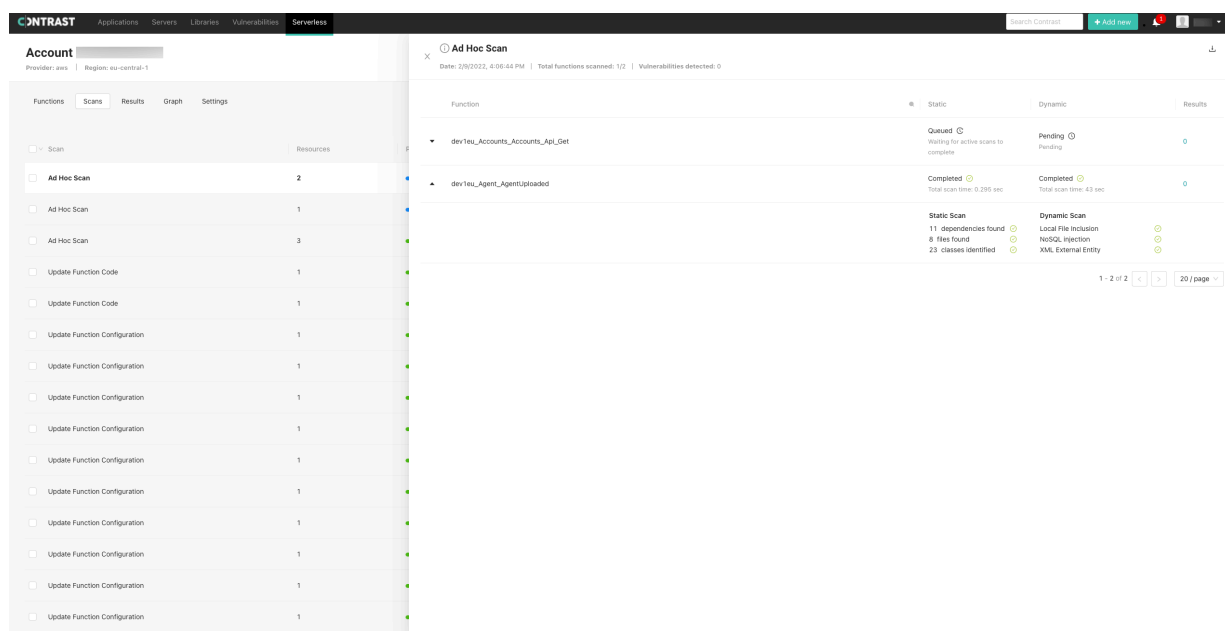 CONTRAST Applications Servers Libraries Vulnerabilities Serverless Search Contrast + Add new 1
Account
Provider: aws | Region: eu-central-1
Functions Scans Results Graph Settings
Scan Resources
Ad Hoc Scan 2
Ad Hoc Scan 1
Ad Hoc Scan 3
Update Function Code 1
Update Function Code 1
Update Function Configuration 1
Update Function Configuration 1
Update Function Configuration 1
Update Function Configuration 1
Update Function Configuration 1
Update Function Configuration 1
Update Function Configuration 1
Update Function Configuration 1
Update Function Configuration 1
Update Function Configuration 1
Ad Hoc Scan
Date: 2/9/2022, 4:06:44 PM | Total functions scanned: 1/2 | Vulnerabilities detected: 0
Function Static Dynamic Results
dev1eu_Accounts_Accounts_Api_Get Queued Pending 0
Waiting for active scans to Pending
complete
dev1eu_Agent_AgentUploaded Completed Completed 0
Total scan time: 0.296 sec Total scan time: 43 sec
Static Scan Dynamic Scan
11 dependencies found Local File Inclusion
8 files found NoSQL injection
23 classes identified XML External Entity
1 - 2 of 2 < > 20 / page